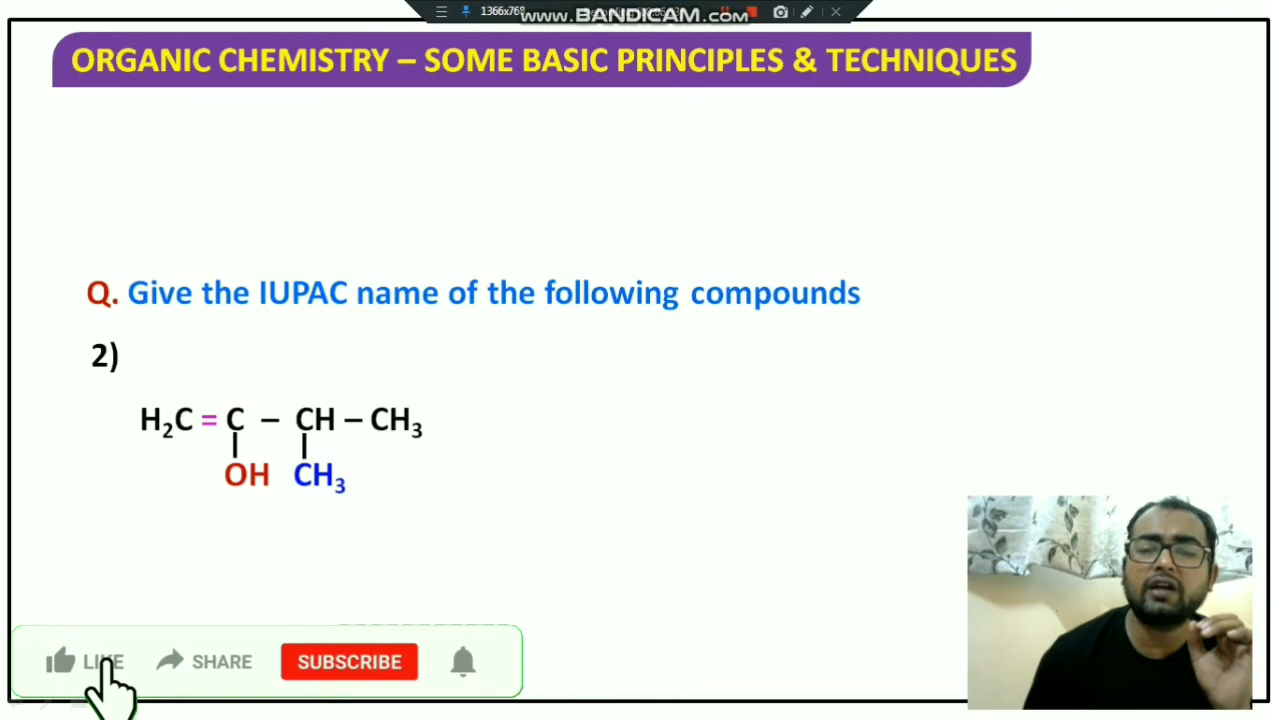 1366x768
www.BANDICAM.com
ORGANIC CHEMISTRY – SOME BASIC PRINCIPLES & TECHNIQUES
Q. Give the IUPAC name of the following compounds
2)
H₂C = C – CH – CH₃
OH CH₃
LIKE SHARE SUBSCRIBE